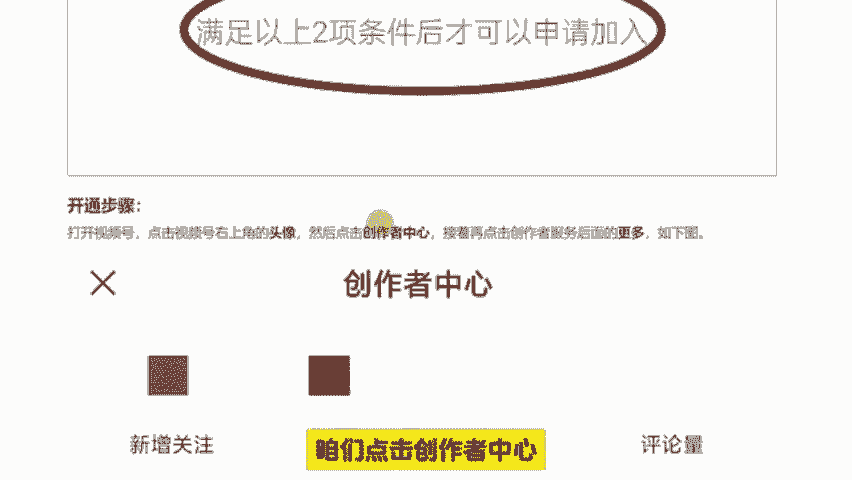 满足以上2项条件后才可以申请加入
开通步骤：
打开视频号，点击视频号右上角的头像，然后点击创作者中心，接着再点击创作者服务后面的更多，如下图。
创作者中心
新增关注
咱们点击创作者中心
评论量